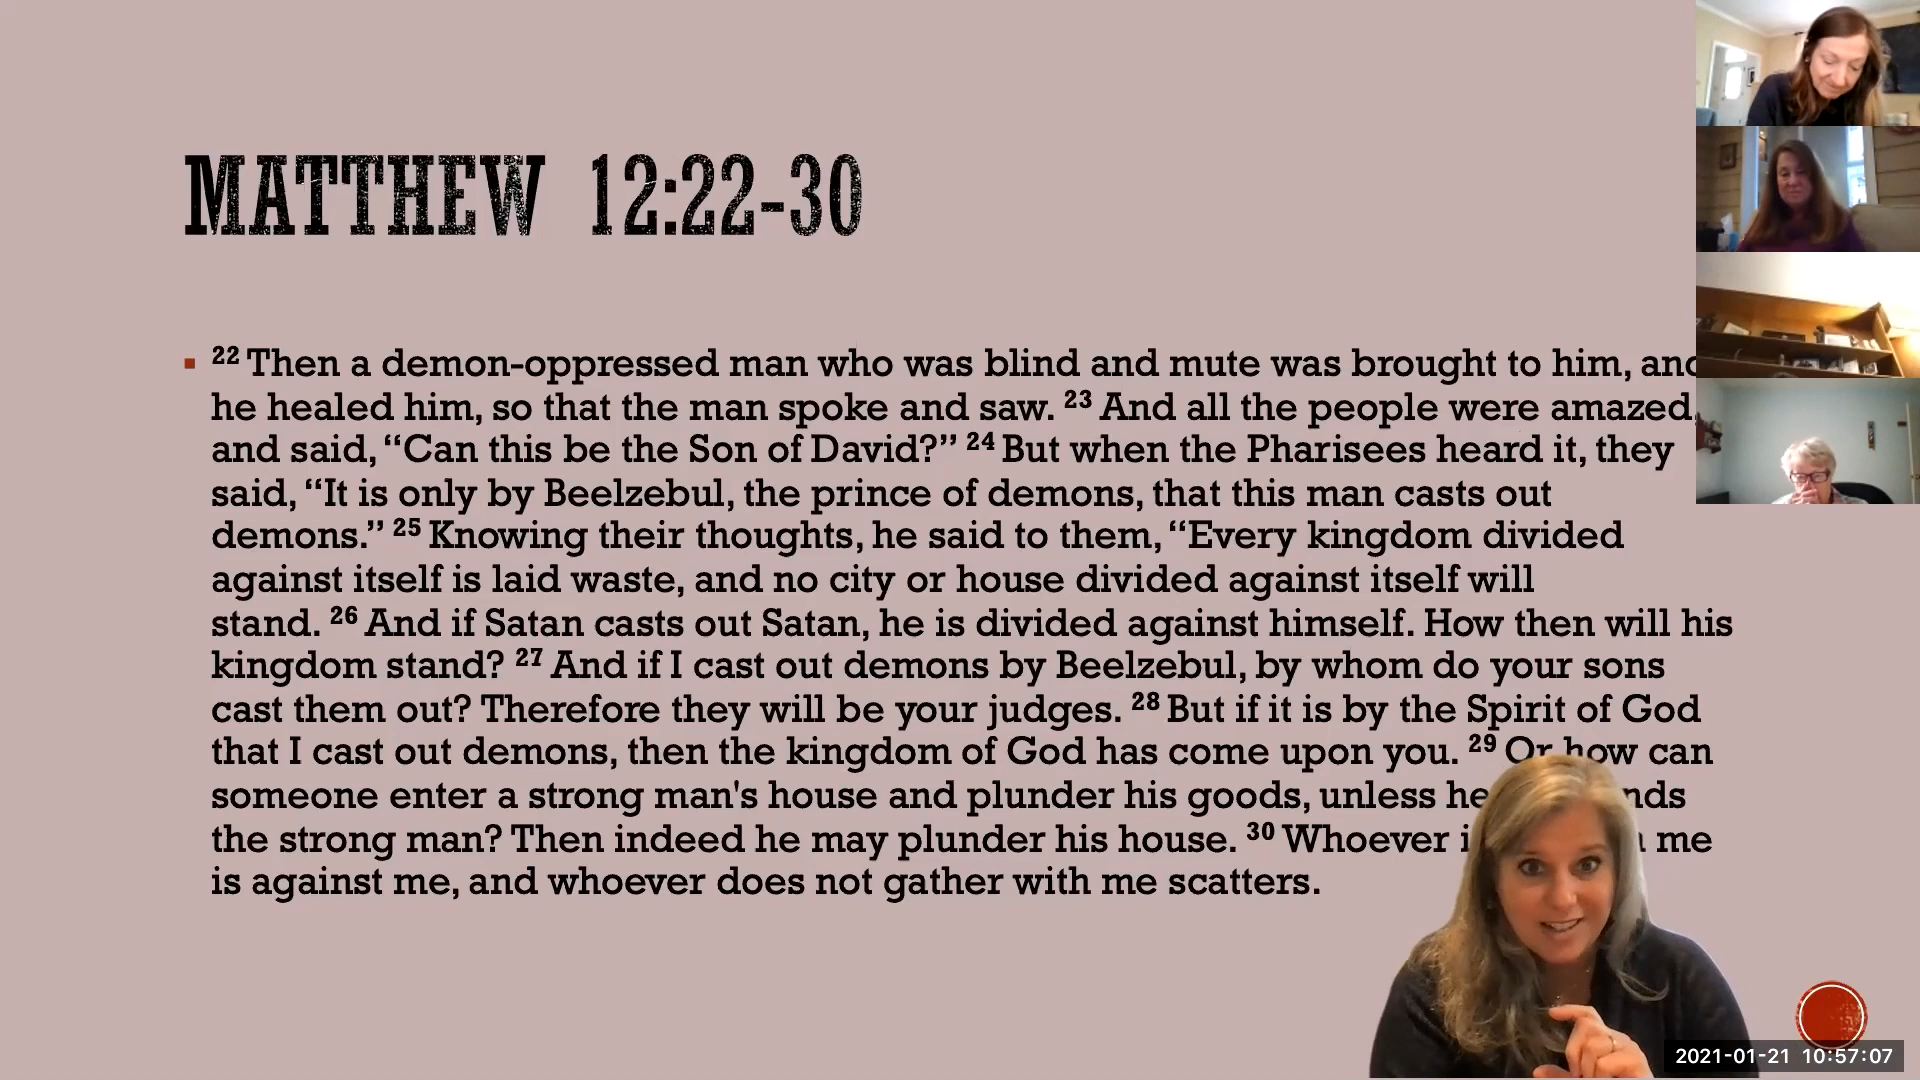 MATTHEW 12:22-30
22 Then a demon-oppressed man who was blind and mute was brought to him, and
he healed him, so that the man spoke and saw. 23 And all the people were amazed,
and said, “Can this be the Son of David?” 24 But when the Pharisees heard it, they
said, “It is only by Beelzebul, the prince of demons, that this man casts out
demons.” 25 Knowing their thoughts, he said to them, “Every kingdom divided
against itself is laid waste, and no city or house divided against itself will
stand. 26 And if Satan casts out Satan, he is divided against himself. How then will his
kingdom stand? 27 And if I cast out demons by Beelzebul, by whom do your sons
cast them out? Therefore they will be your judges. 28 But if it is by the Spirit of God
that I cast out demons, then the kingdom of God has come upon you. 29 Or how can
someone enter a strong man's house and plunder his goods, unless he
the strong man? Then indeed he may plunder his house. 30 Whoever me
is against me, and whoever does not gather with me scatters.
2021-01-21 10:57:07